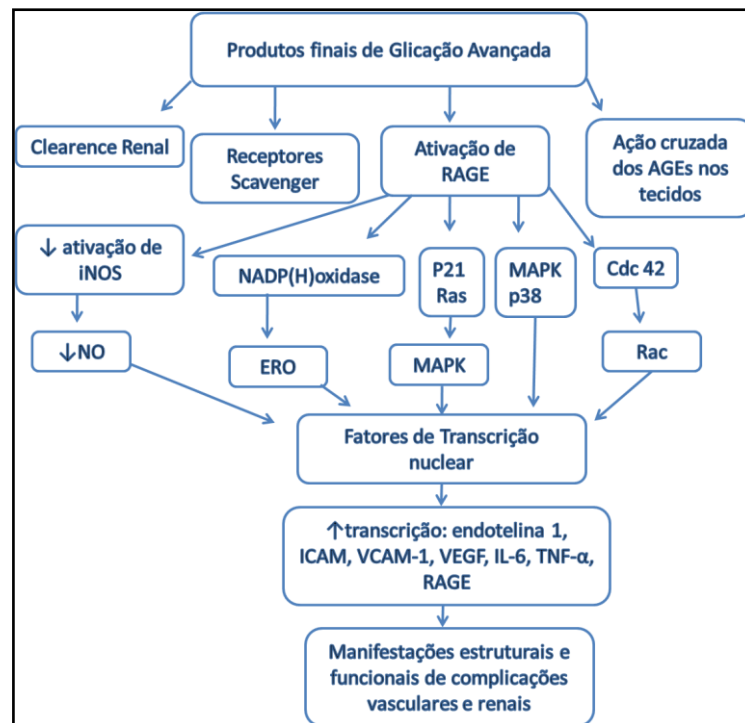 Produtos finais de Glicação Avançada
Clearence Renal
Receptores
Scavenger
Ativação de
RAGE
Ação cruzada
dos AGEs nos
tecidos
↓ ativação de
iNOS
NADP(H)oxidase
P21
Ras
MAPK
p38
Cdc 42
↓NO
ERO
MAPK
Rac
Fatores de Transcrição
nuclear
↑transcrição: endotelina 1,
ICAM, VCAM-1, VEGF, IL-6, TNF-α,
RAGE
Manifestações estruturais e
funcionais de complicações
vasculares e renais